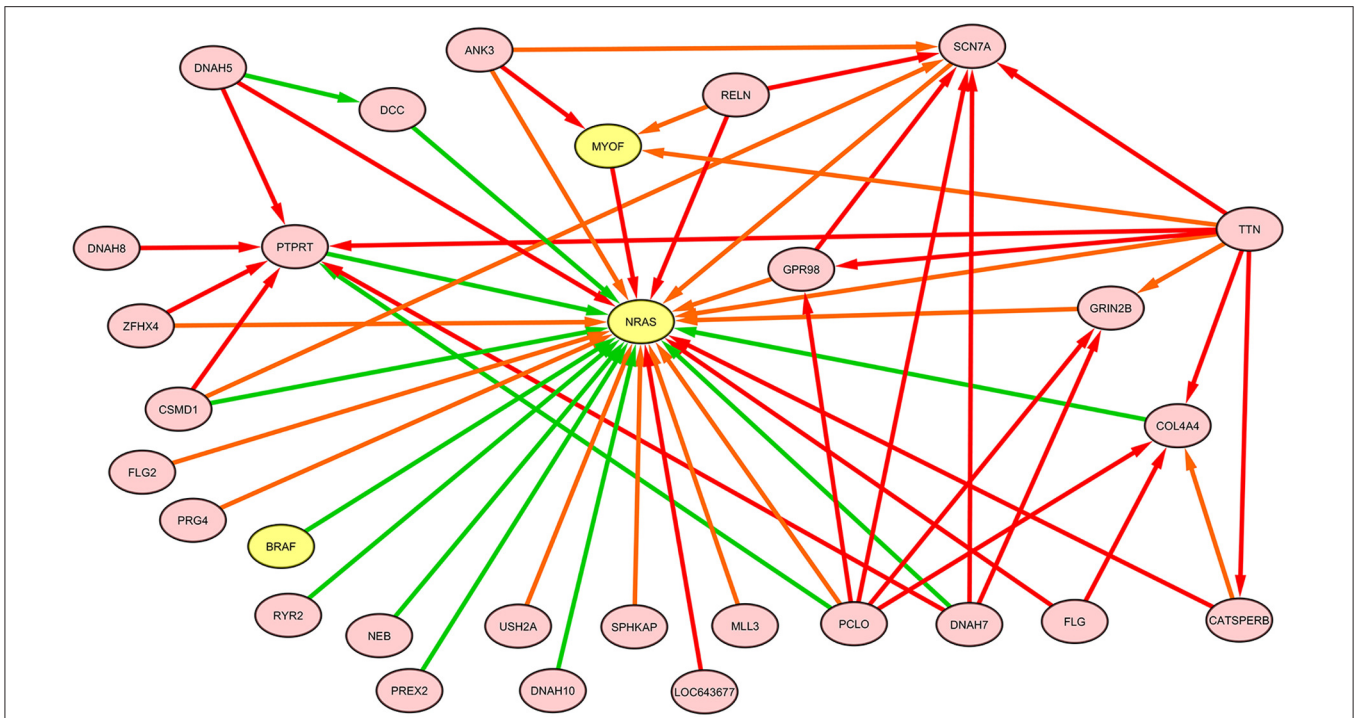 ANK3
SCN7A
DNAH5
RELN
DCC
MYOF
TTN
DNAH8
PTPRT
GPR98
GRIN2B
ZFHX4
NRAS
CSMD1
COL4A4
FLG2
PRG4
BRAF
RYR2
NEB
USH2A
SPHKAP
MLL3
PCLO
DNAH7
FLG
CATSPERB
PREX2
DNAH10
LOC643677